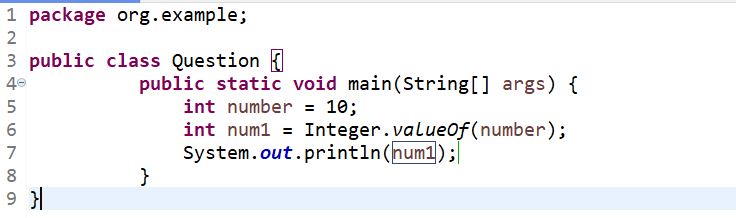 1 package org.example;
2
3 public class Question {
4 public static void main(String[] args) {
5 int number = 10;
6 int num1 = Integer.valueOf(number);
7 System.out.println(num1);
8 }
9 }